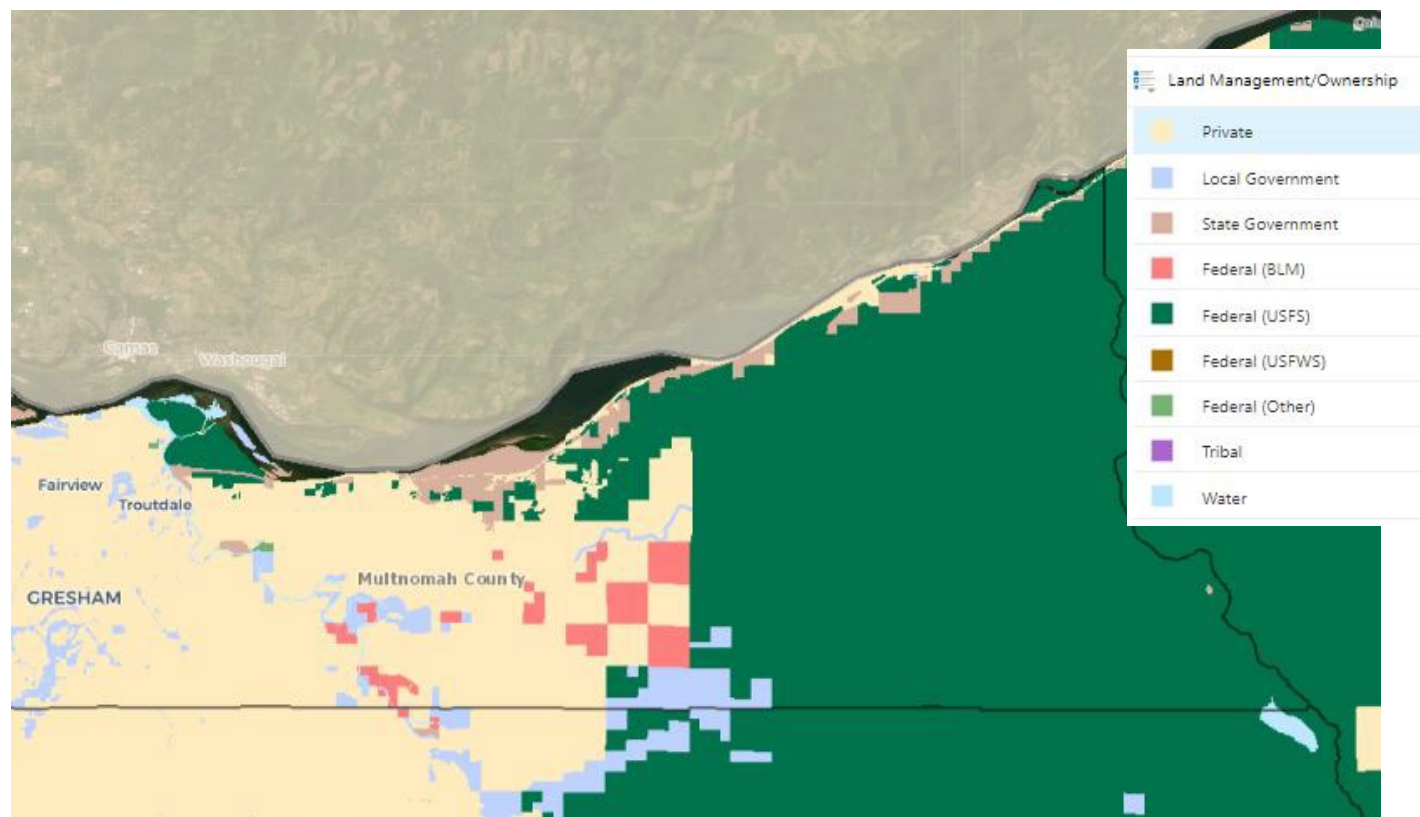 Land Management/Ownership
Private
Local Government
State Government
Federal (BLM)
Federal (USFS)
Federal (USFWS)
Federal (Other)
Tribal
Water
Camas
Washougal
Fairview
Troutdale
Multnomah County
GRESHAM